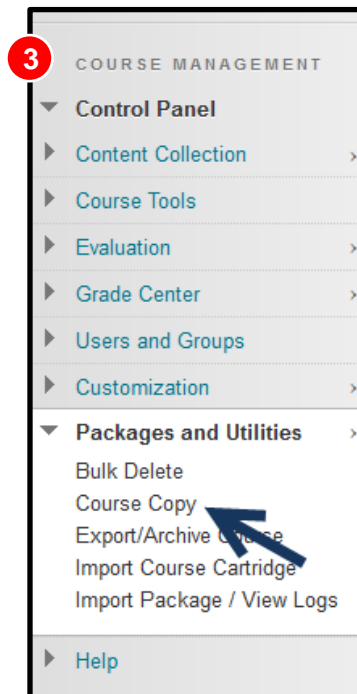 3
COURSE MANAGEMENT
Control Panel
Content Collection
Course Tools
Evaluation
Grade Center
Users and Groups
Customization
Packages and Utilities
Bulk Delete
Course Copy
Export/Archive Course
Import Course Cartridge
Import Package / View Logs
Help